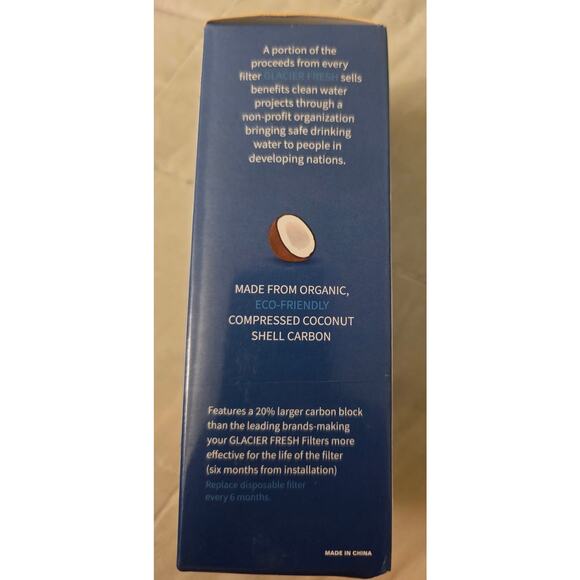 A portion of the
proceeds from every
filter GLACIER FRESH sells
benefits clean water
projects through a
non-profit organization
bringing safe drinking
water to people in
developing nations.
MADE FROM ORGANIC,
ECO-FRIENDLY
COMPRESSED COCONUT
SHELL CARBON
Features a 20% larger carbon block
than the leading brands-making
your GLACIER FRESH Filters more
effective for the life of the filter
(six months from installation)
Replace disposable filter
every 6 months.
MADE IN CHINA